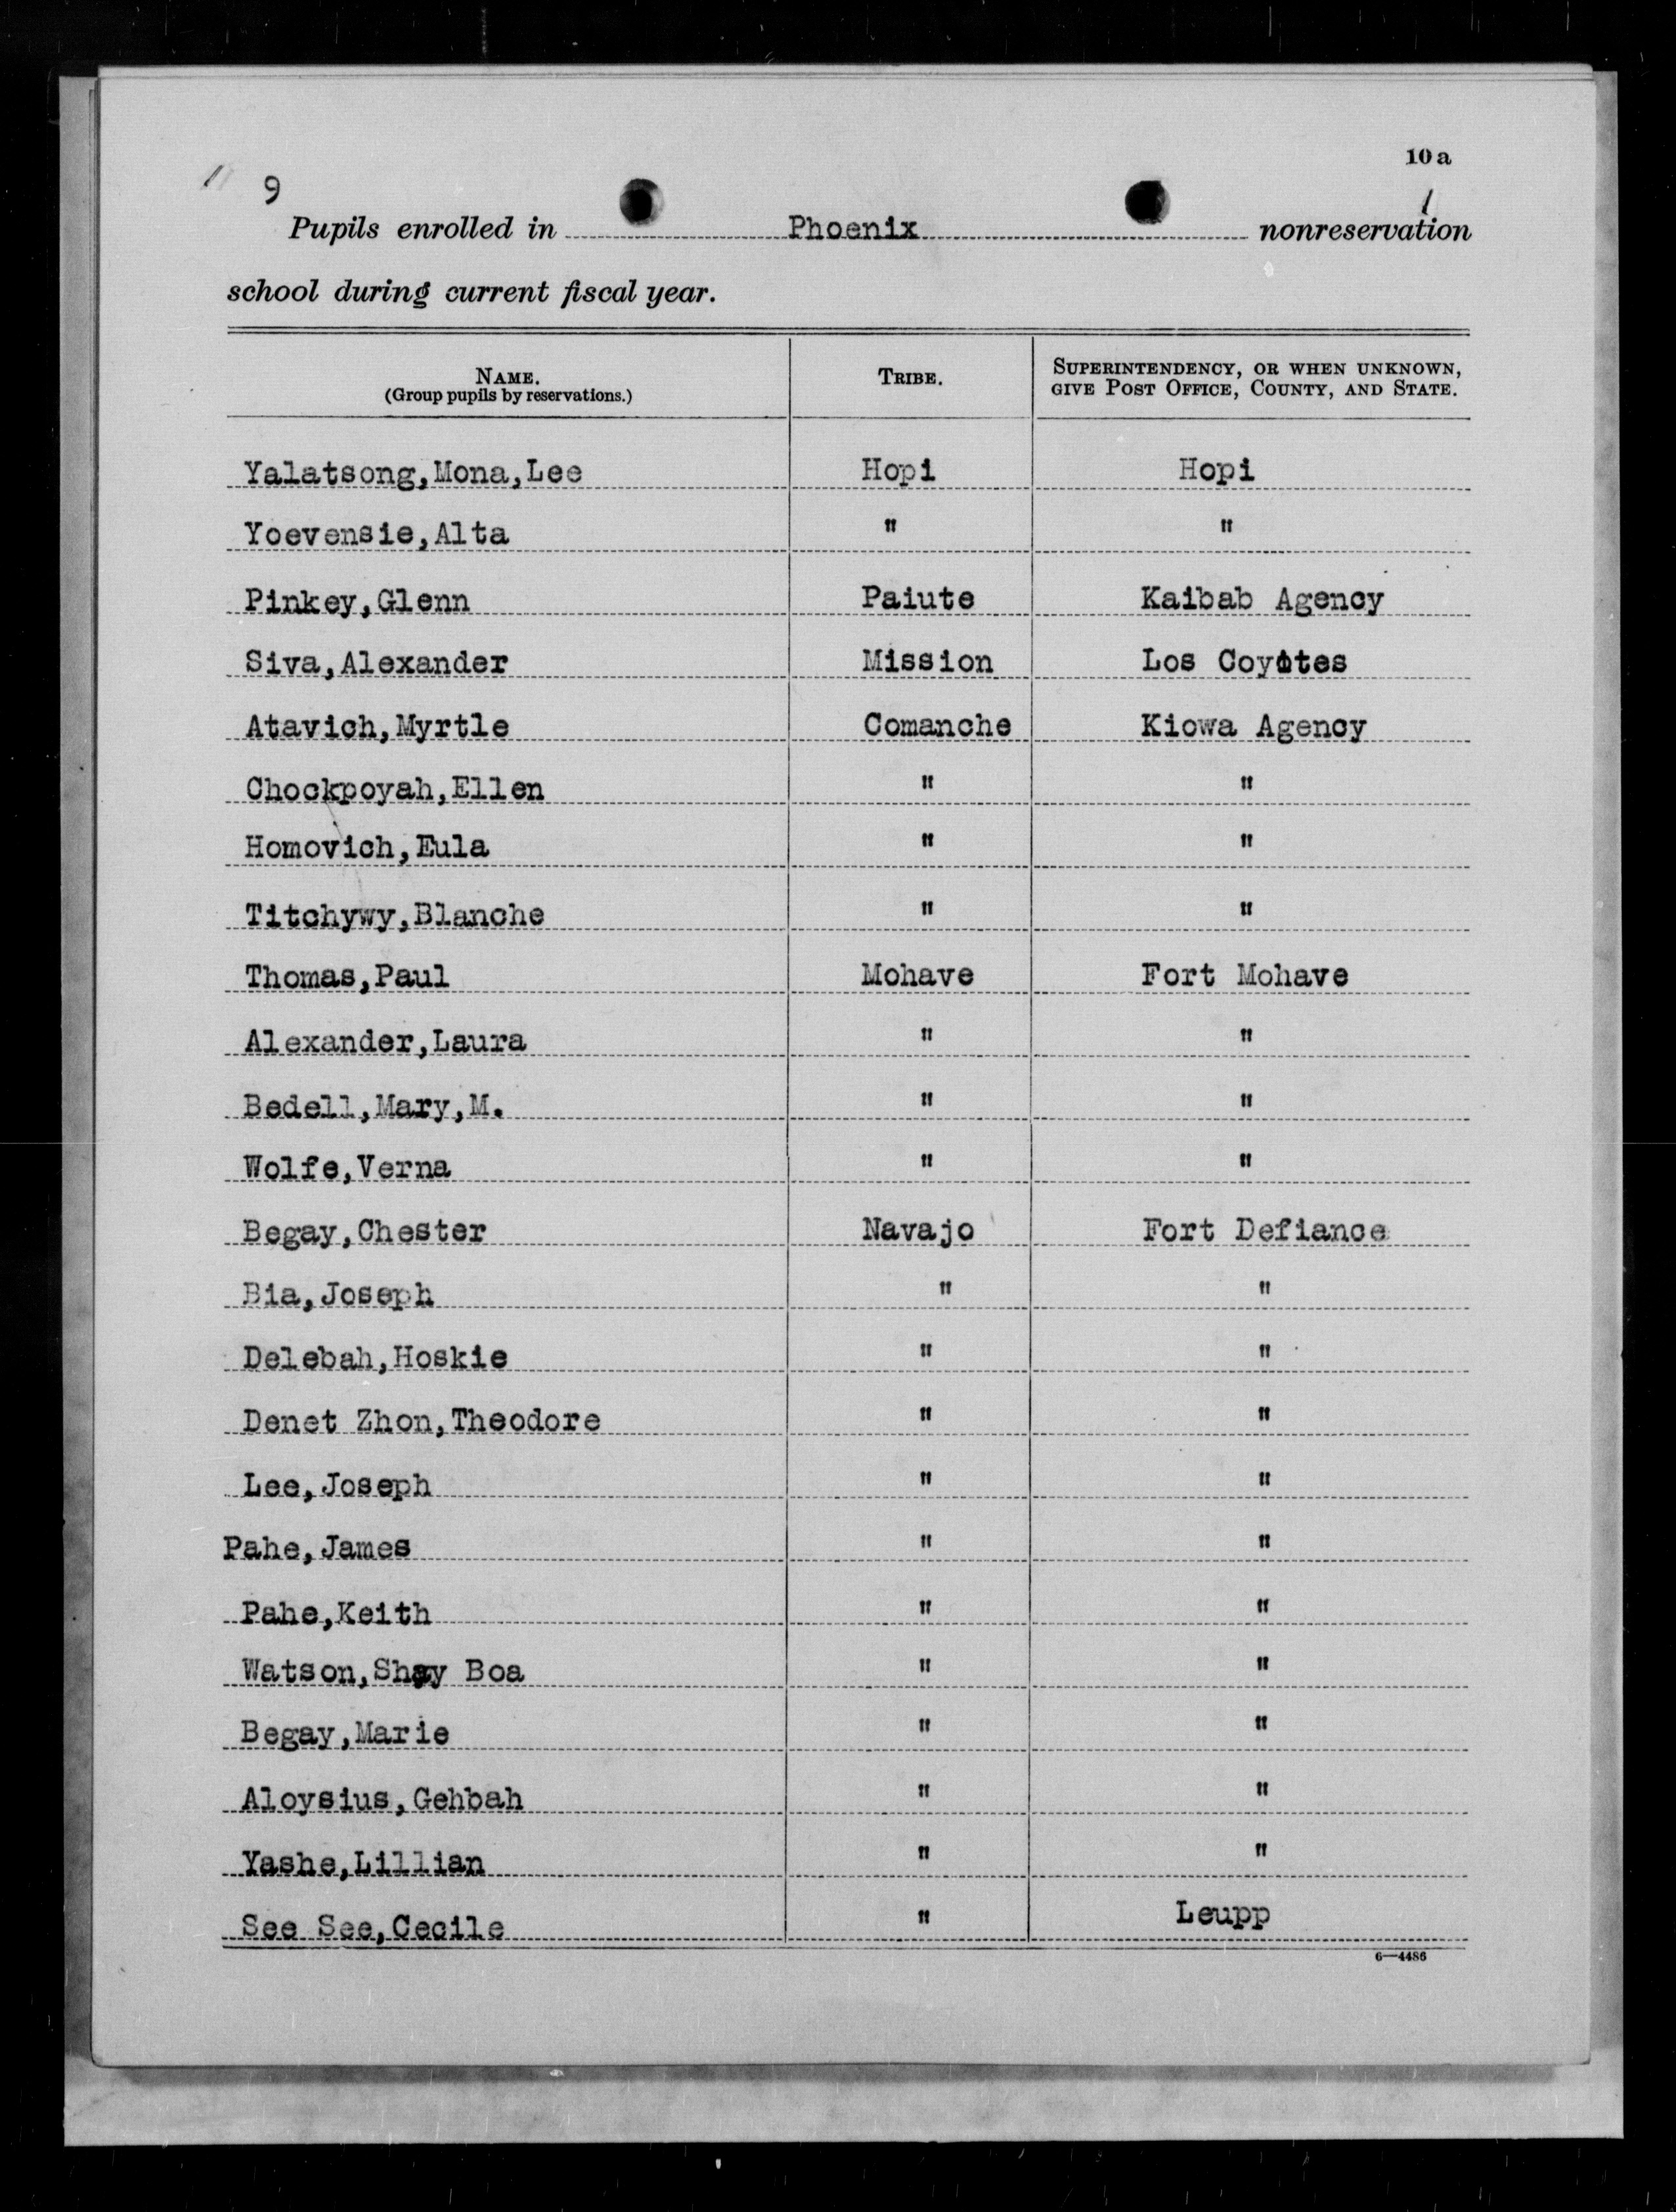 10 a
9
1
Pupils enrolled in Phoenix nonreservation
school during current fiscal year.
NAME. TRIBE. SUPERINTENDENCY, OR WHEN UNKNOWN,
(Group pupils by reservations.) GIVE POST OFFICE, COUNTY, AND STATE.
Yalatsong,Mona,Lee Hopi Hopi
Yoevensie,Alta " "
Pinkey,Glenn Paiute Kaibab Agency
Siva,Alexander Mission Los Coyotes
Atavich,Myrtle Comanche Kiowa Agency
Chockpoyah,Ellen " "
Homovich,Eula " "
Titchywy,Blanche " "
Thomas,Paul Mohave Fort Mohave
Alexander,Laura " "
Bedell,Mary,M. " "
Wolfe,Verna " "
Begay,Chester Navajo Fort Defiance
Bia,Joseph " "
Delebah,Hoskie " "
Denet Zhon,Theodore " "
Lee,Joseph " "
Pahe,James " "
Pahe,Keith " "
Watson,Shay Boa " "
Begay,Marie " "
Aloysius,Gehbah " "
Yashe,Lillian " "
See See,Cecile " Leupp
6—4486